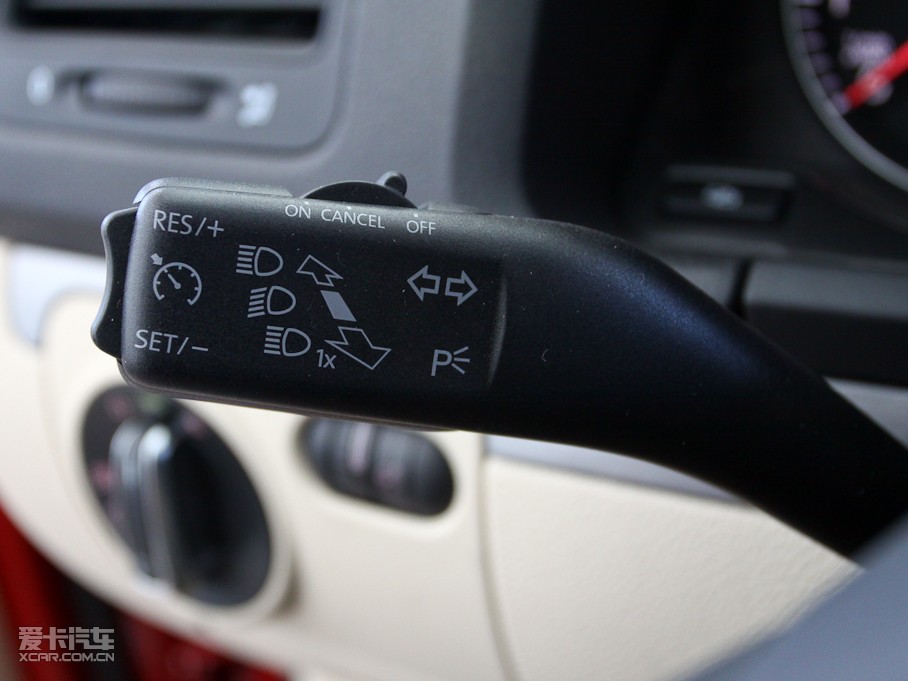 ON CANCEL OFF
RES/+
SET/−
1x
P
爱卡汽车
XCAR.COM.CN